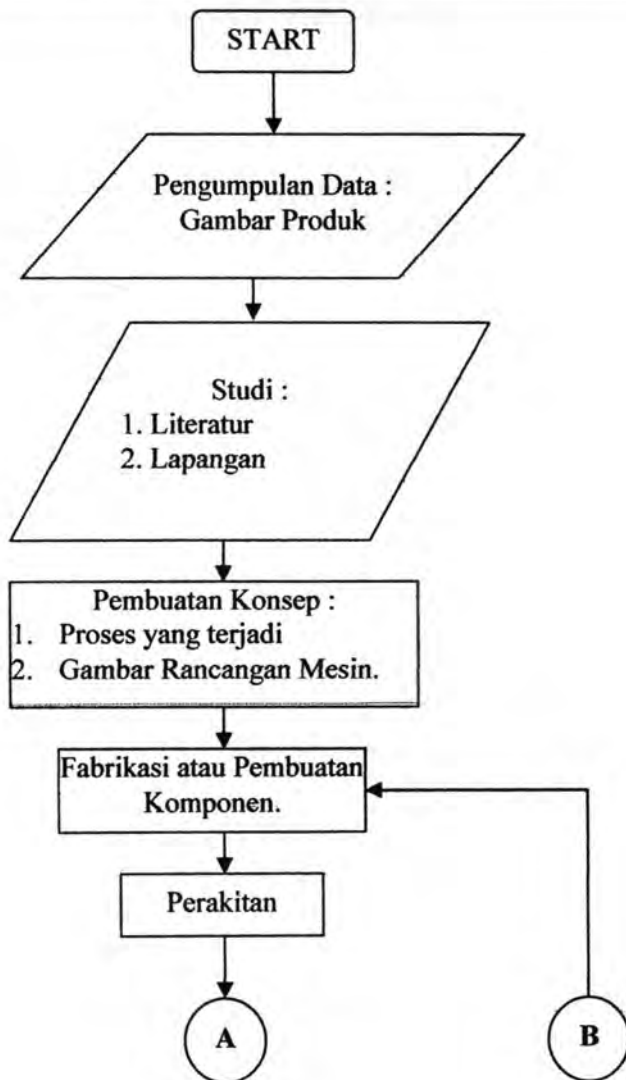 START
Pengumpulan Data :
Gambar Produk
Studi :
1. Literatur
2. Lapangan
Pembuatan Konsep :
1. Proses yang terjadi
2. Gambar Rancangan Mesin.
Fabrikasi atau Pembuatan
Komponen.
Perakitan
A
B